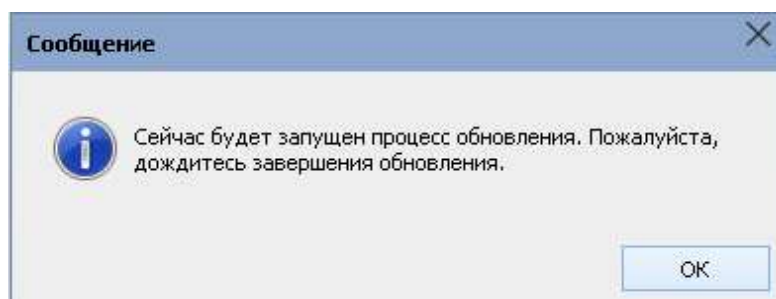 Сообщение
Сейчас будет запущен процесс обновления. Пожалуйста,
дождитесь завершения обновления.
OK